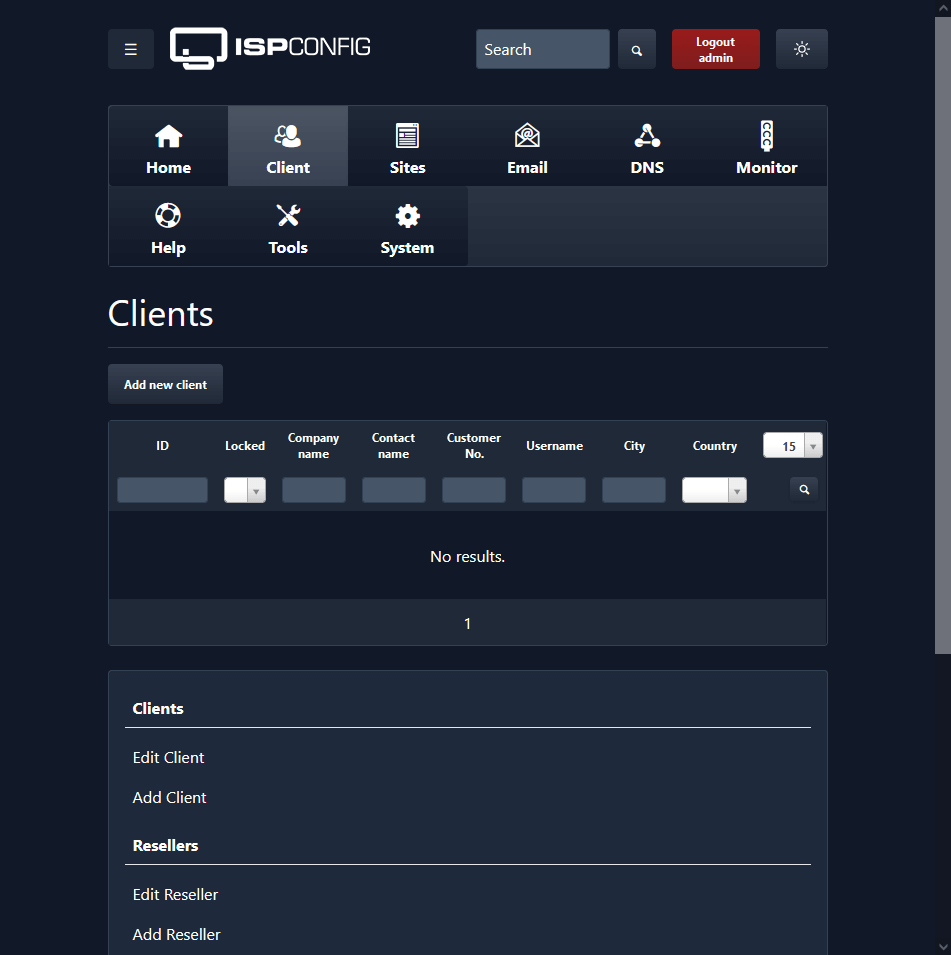 ☰ ISPCONFIG Search Logout
admin
Home Client Sites Email DNS Monitor
Help Tools System
Clients
Add new client
ID Locked Company name Contact name Customer No. Username City Country 15
No results.
1
Clients
Edit Client
Add Client
Resellers
Edit Reseller
Add Reseller